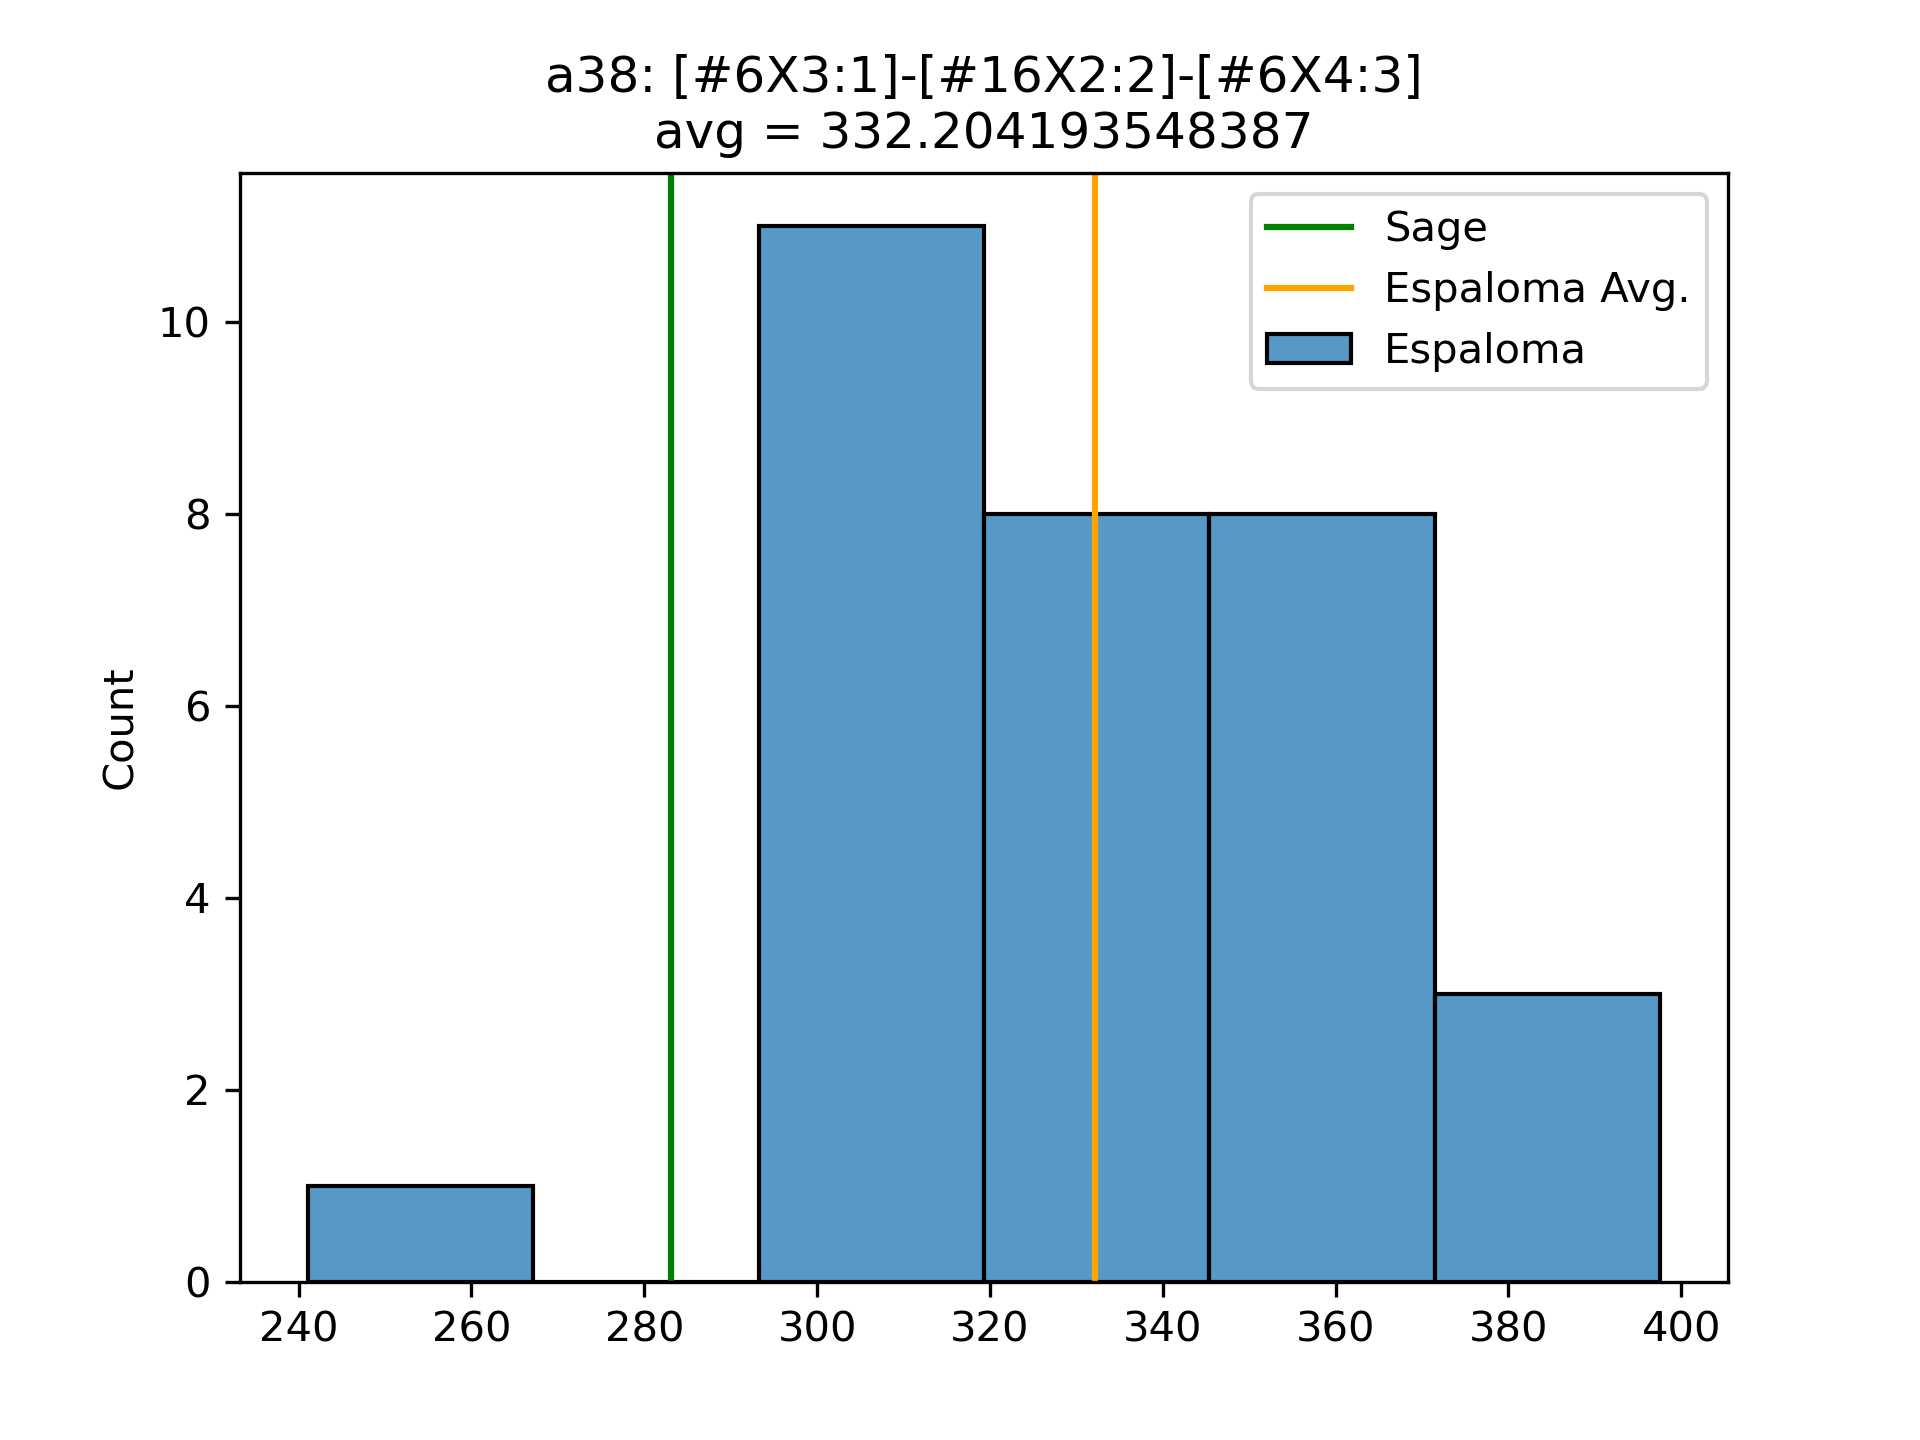 a38: [#6X3:1]-[#16X2:2]-[#6X4:3]
avg = 332.204193548387
Sage
Espaloma Avg.
Espaloma
Count
10
8
6
4
2
0
240 260 280 300 320 340 360 380 400